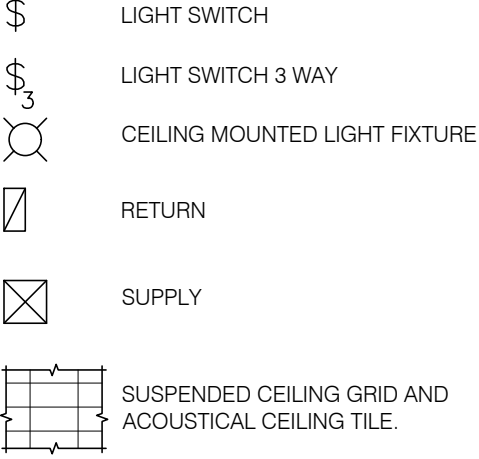 $ LIGHT SWITCH
$3 LIGHT SWITCH 3 WAY
CEILING MOUNTED LIGHT FIXTURE
RETURN
SUPPLY
SUSPENDED CEILING GRID AND
ACOUSTICAL CEILING TILE.